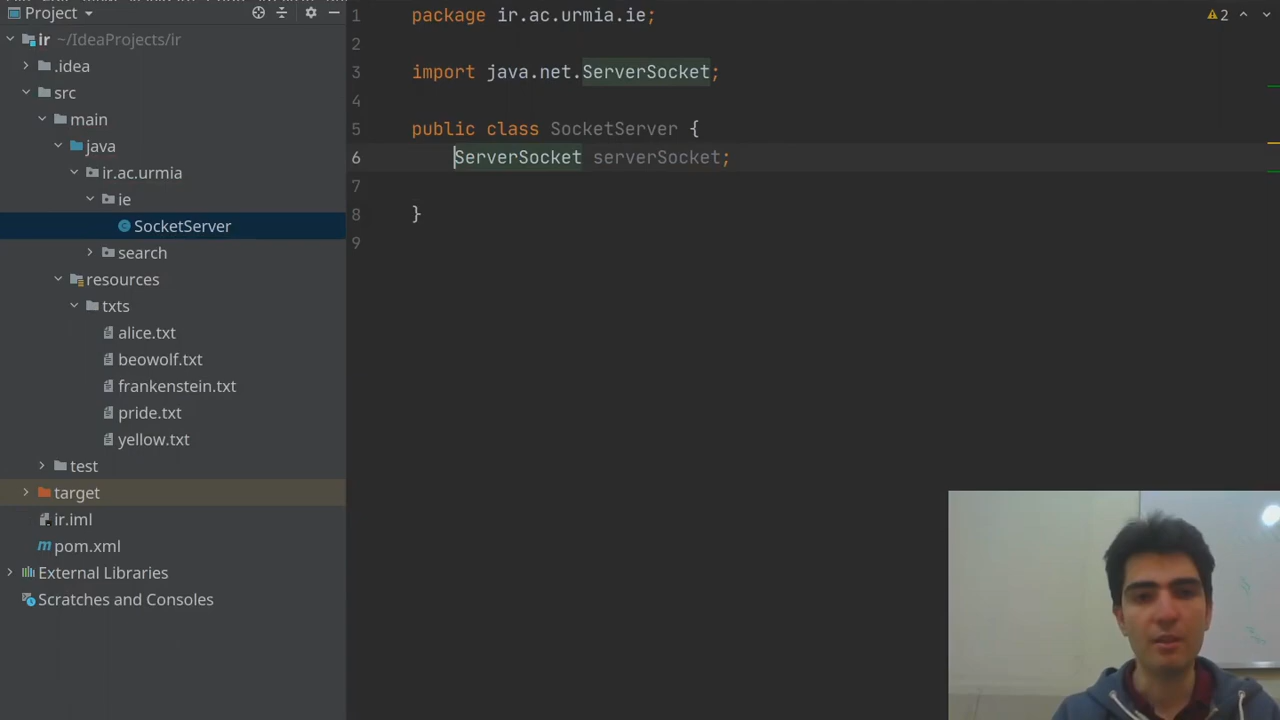 Project
ir ~/IdeaProjects/ir
.idea
src
main
java
ir.ac.urmia
ie
SocketServer
search
resources
txts
alice.txt
beowolf.txt
frankenstein.txt
pride.txt
yellow.txt
test
target
ir.iml
pom.xml
External Libraries
Scratches and Consoles
1 package ir.ac.urmia.ie;
2
3 import java.net.ServerSocket;
4
5 public class SocketServer {
6 ServerSocket serverSocket;
7
8 }
9
2